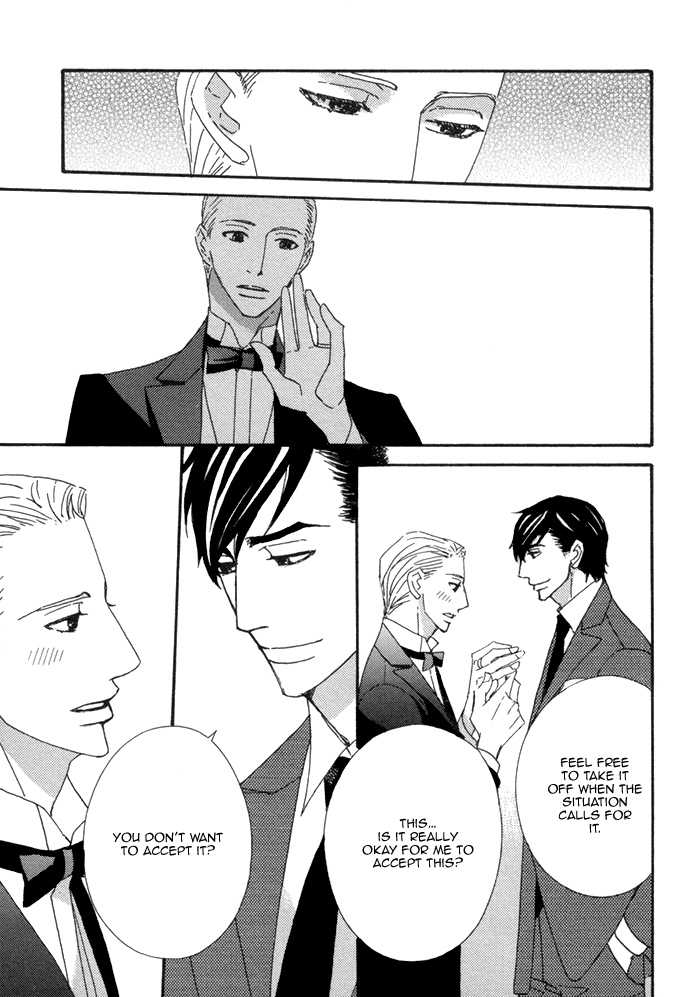 FEEL FREE
TO TAKE IT
OFF WHEN THE
SITUATION
CALLS FOR
IT.
THIS...
IS IT REALLY
OKAY FOR ME TO
ACCEPT THIS?
YOU DON'T WANT
TO ACCEPT IT?